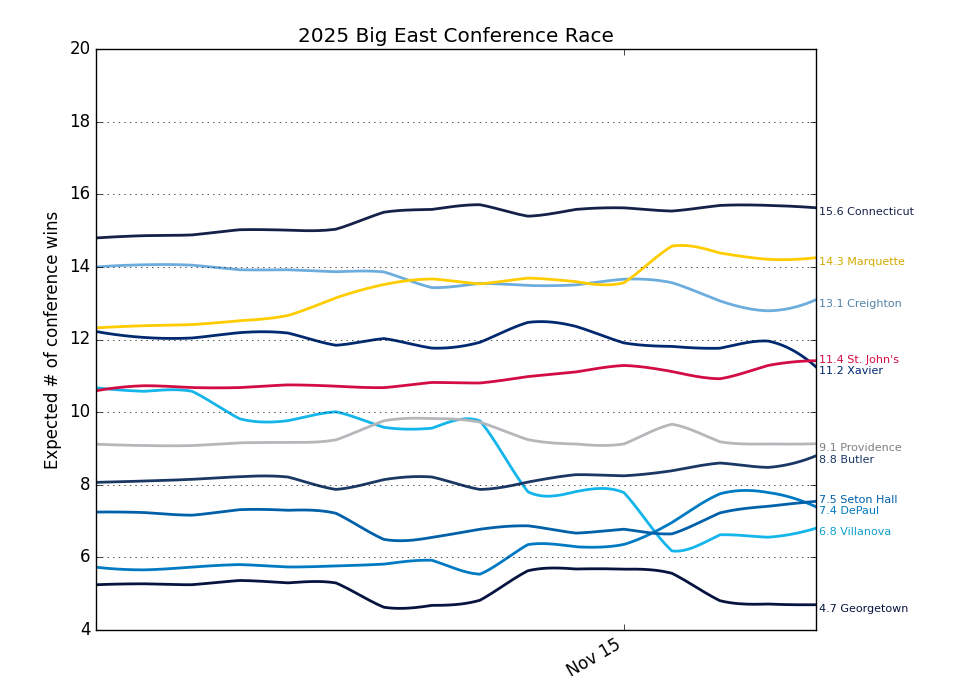 2025 Big East Conference Race
Expected # of conference wins
20
18
16
14
12
10
8
6
4
Nov 15
15.6 Connecticut
14.3 Marquette
13.1 Creighton
11.4 St. John's
11.2 Xavier
9.1 Providence
8.8 Butler
7.5 Seton Hall
7.4 DePaul
6.8 Villanova
4.7 Georgetown